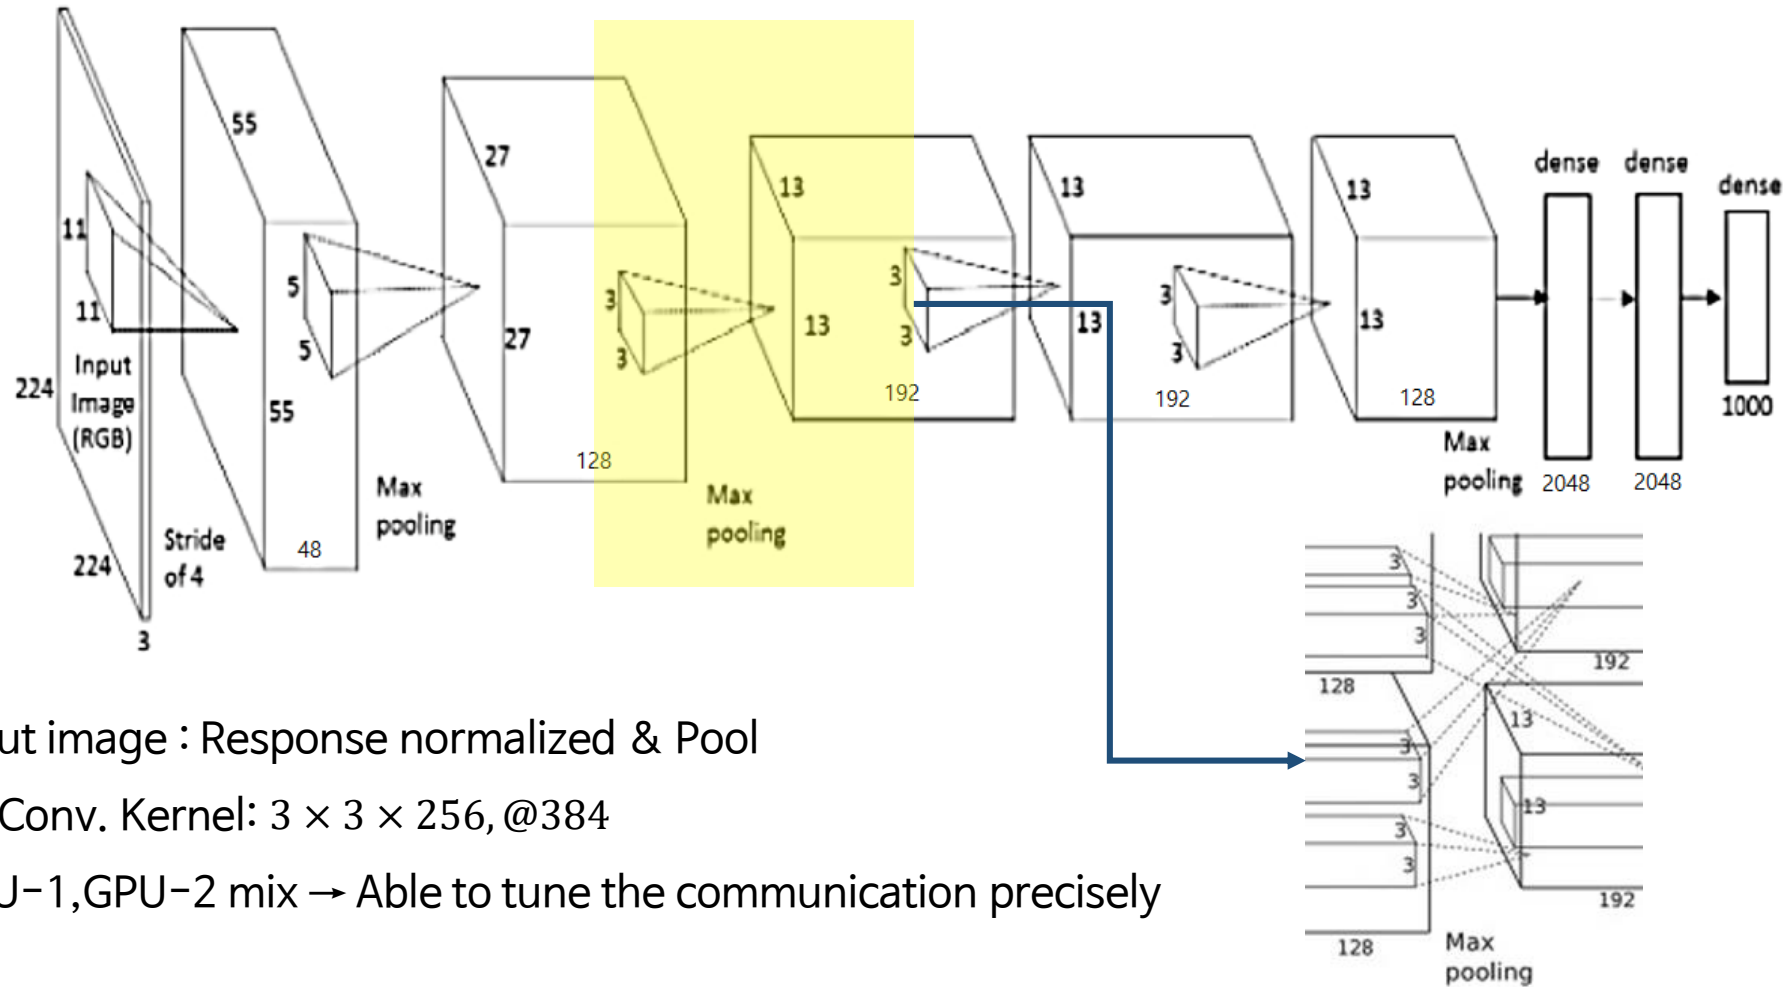 55
27
13
13
13
dense
dense
dense
11
11
5
5
3
3
3
3
3
3
224
Input
Image
(RGB)
55
27
13
13
13
48
128
192
192
128
1000
Max
pooling
Max
pooling
Max
pooling
2048
2048
Stride
of 4
224
3
3
3
3
128
192
13
3
3
13
3
3
128
192
Max
pooling
ut image : Response normalized & Pool
Conv. Kernel: 3 × 3 × 256, @384
U-1,GPU-2 mix → Able to tune the communication precisely